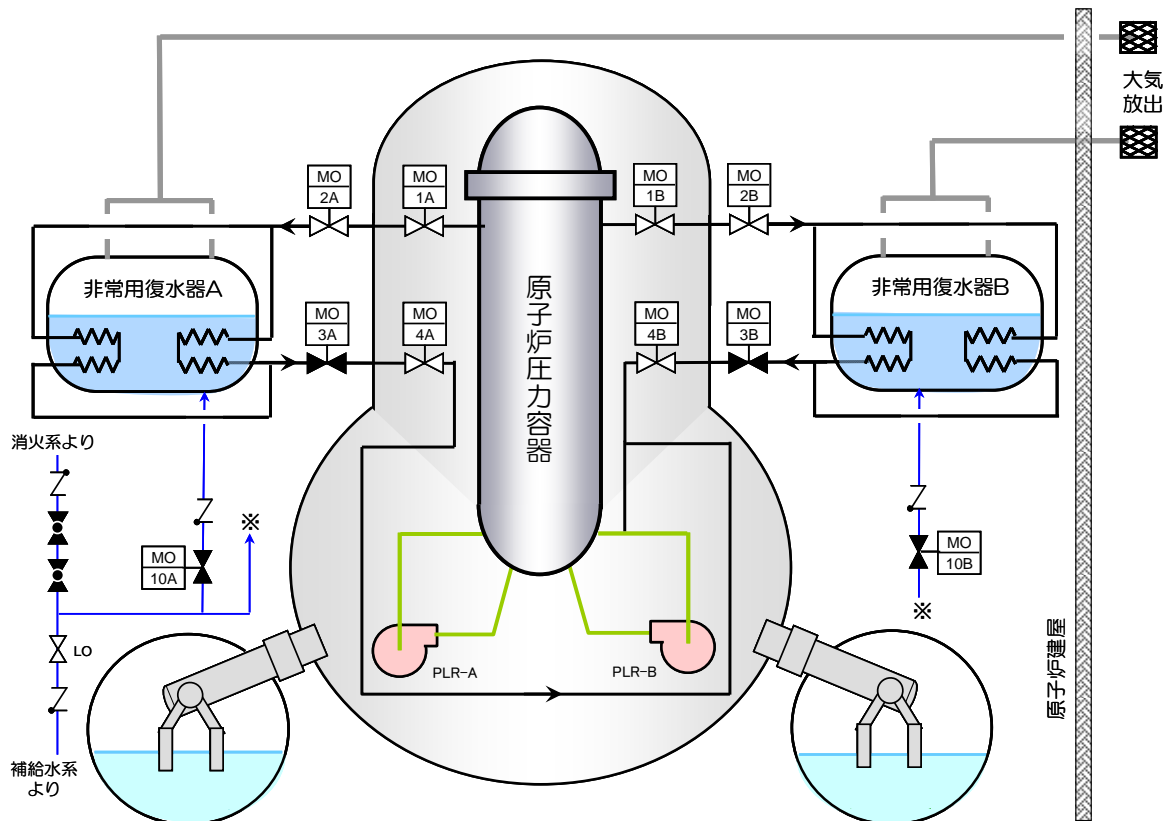 大気
放出
MO
2A
MO
1A
MO
1B
MO
2B
非常用復水器A
原子炉圧力容器
非常用復水器B
MO
3A
MO
4A
MO
4B
MO
3B
消火系より
※
MO
10A
MO
10B
※
LO
PLR-A
PLR-B
原子炉建屋
補給水系
より